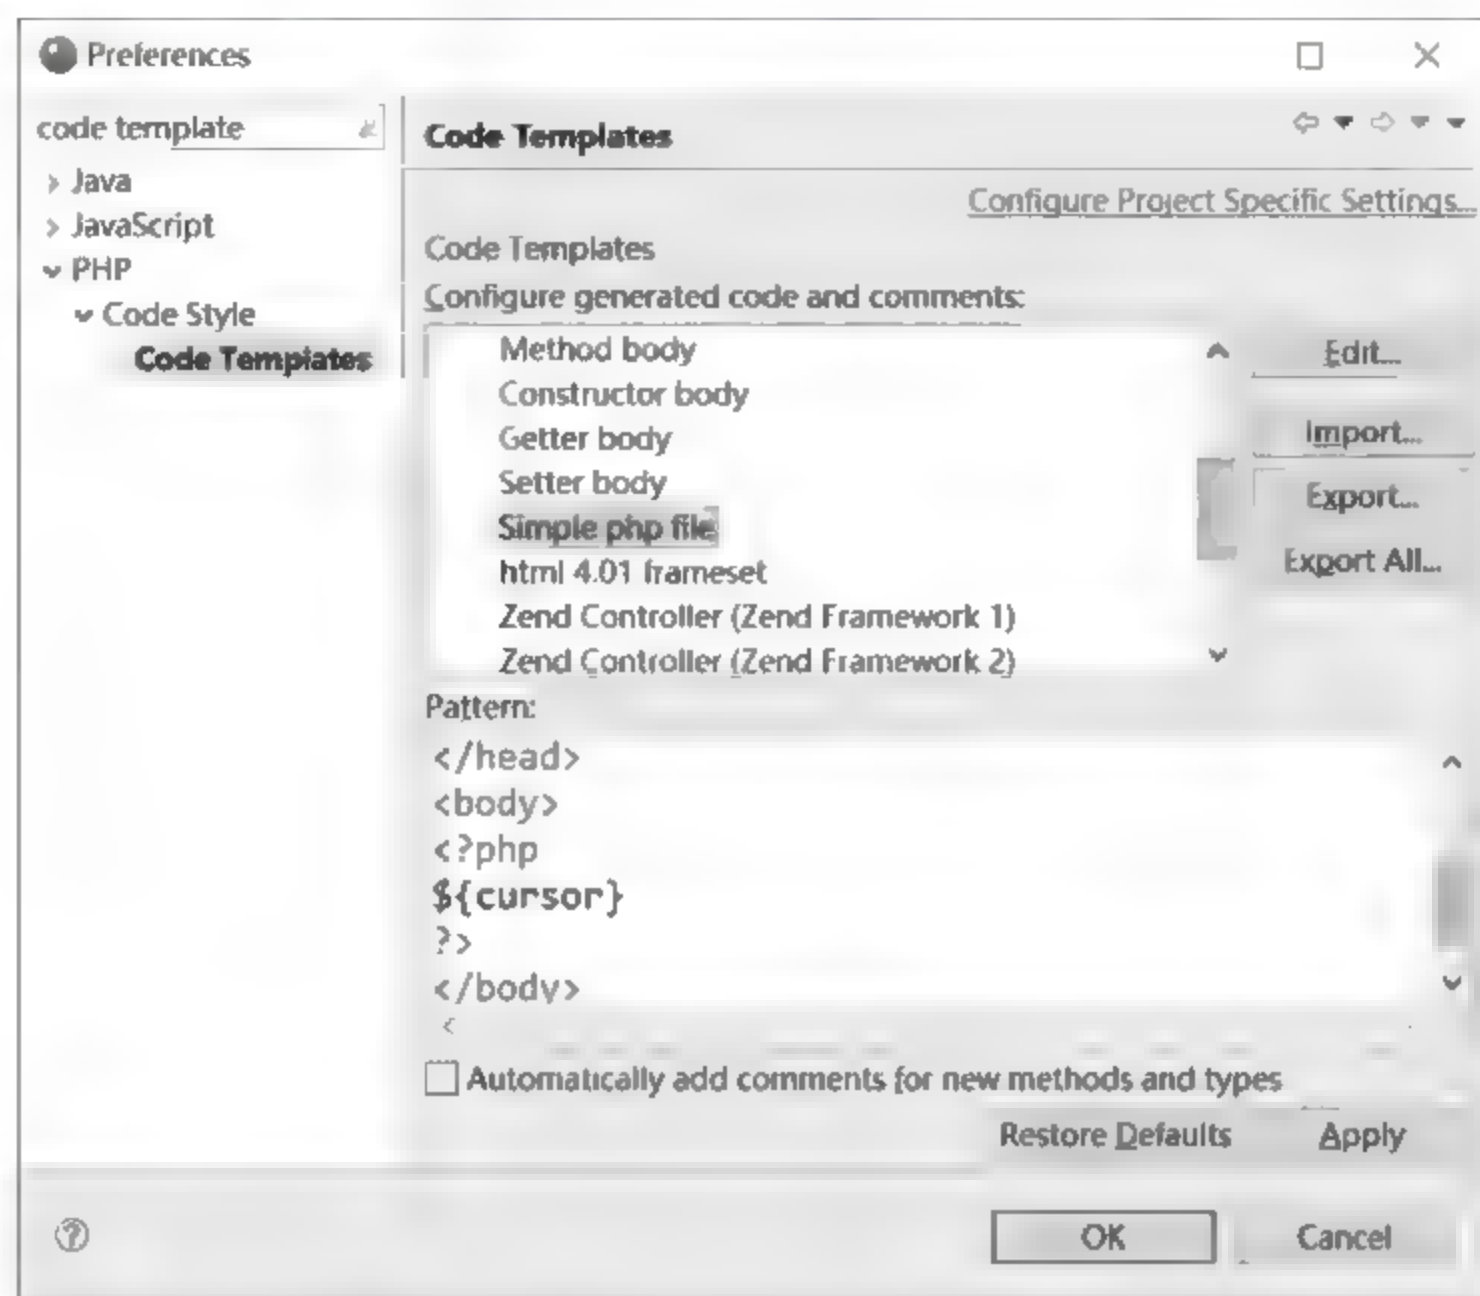 Preferences
code template
Java
JavaScript
PHP
Code Style
Code Templates
Code Templates
Configure Project Specific Settings...
Code Templates
Configure generated code and comments:
Method body
Constructor body
Getter body
Setter body
Simple php file
html 4.01 frameset
Zend Controller (Zend Framework 1)
Zend Controller (Zend Framework 2)
Edit...
Import...
Export...
Export All...
Pattern:
</head>
<body>
<?php
${cursor}
?>
</body>
Automatically add comments for new methods and types
Restore Defaults
Apply
OK
Cancel